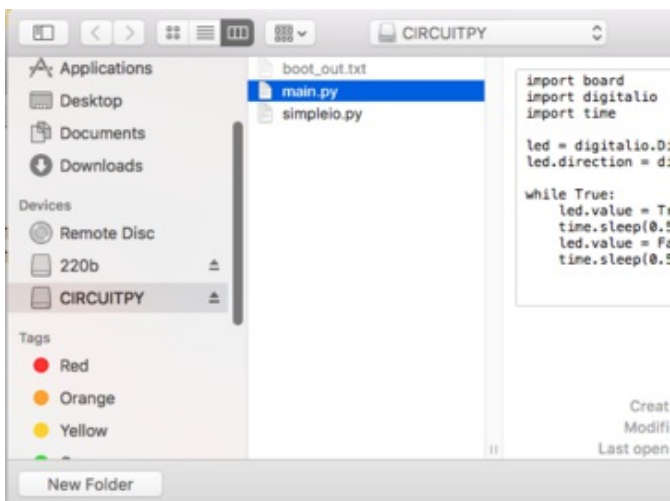 CIRCUITPY
Applications
Desktop
Documents
Downloads
Devices
Remote Disc
220b
CIRCUITPY
Tags
Red
Orange
Yellow
boot_out.txt
main.py
simpleio.py
import board
import digitalio
import time
led = digitalio.Di
led.direction = di
while True:
led.value = Tr
time.sleep(0.5
led.value = Fa
time.sleep(0.5
Creat
Modifi
Last open
New Folder